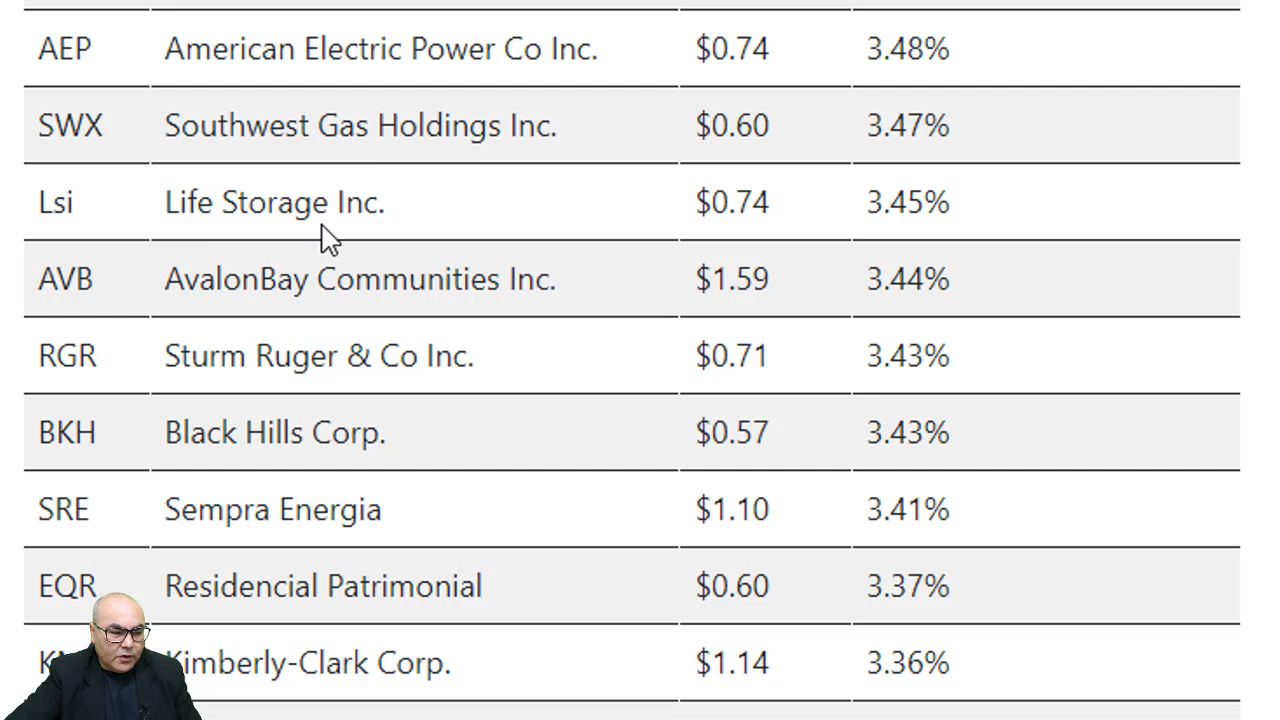 AEP American Electric Power Co Inc. $0.74 3.48%
SWX Southwest Gas Holdings Inc. $0.60 3.47%
Lsi Life Storage Inc. $0.74 3.45%
AVB AvalonBay Communities Inc. $1.59 3.44%
RGR Sturm Ruger & Co Inc. $0.71 3.43%
BKH Black Hills Corp. $0.57 3.43%
SRE Sempra Energia $1.10 3.41%
EQR Residencial Patrimonial $0.60 3.37%
Kimberly-Clark Corp. $1.14 3.36%